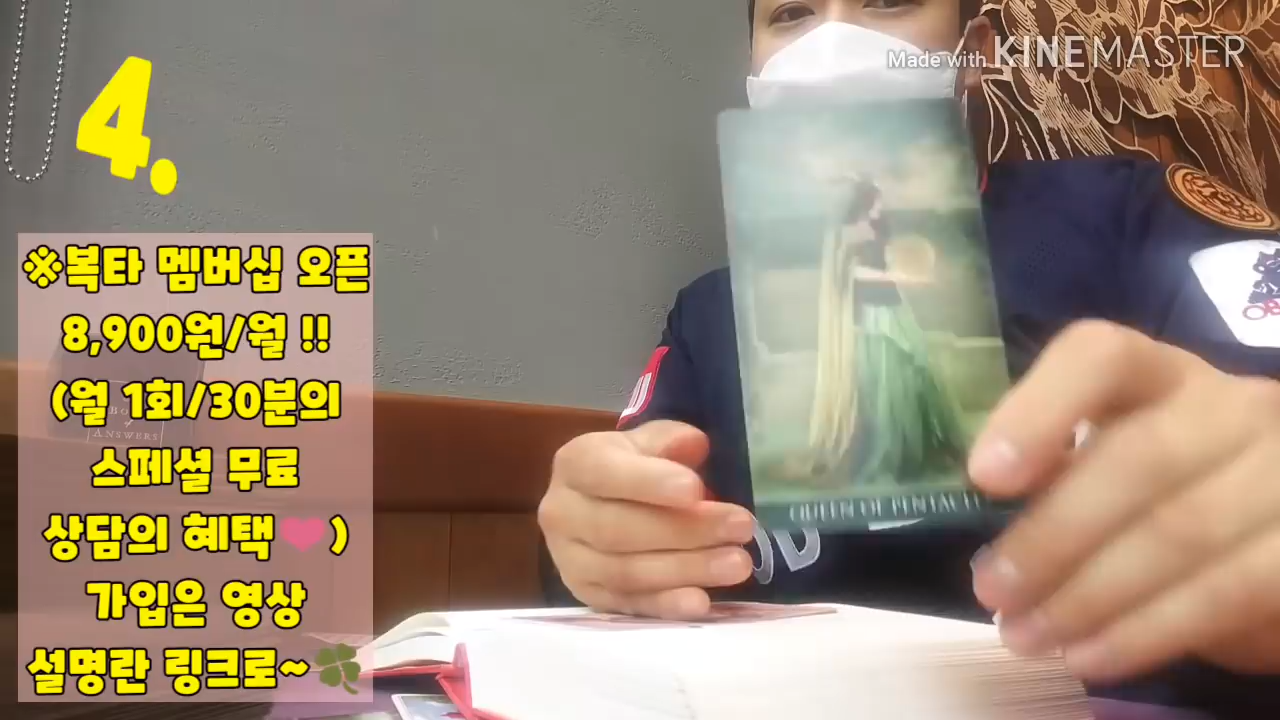 Made with KINEMASTER
4.
※복타 멤버십 오픈
8,900원/월 !!
(월 1회/30분의
스페셜 무료
상담의 혜택❤)
가입은 영상
설명란 링크로~🍀
ANSWERS
QUEEN OF PENTACL